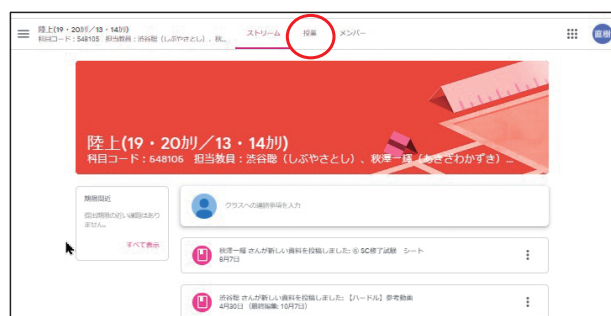 陸上(19・20カリ/13・14カリ)
科目コード：548106 担当教員：渋谷聡 (しぶやさとし) 、秋...
ストリーム 授業 メンバー
直樹
陸上(19・20カリ/13・14カリ)
科目コード：548106 担当教員：渋谷聡（しぶやさとし）、秋澤一輝（あきざわかずき）...
期限間近
提出期限の近い課題はありません。
すべて表示
クラスへの連絡事項を入力
秋澤一輝 さんが新しい資料を投稿しました: ⑥ SC修了試験 シート
8月7日
渋谷聡 さんが新しい資料を投稿しました: 【ハードル】参考動画
4月30日 （最終編集: 10月7日）